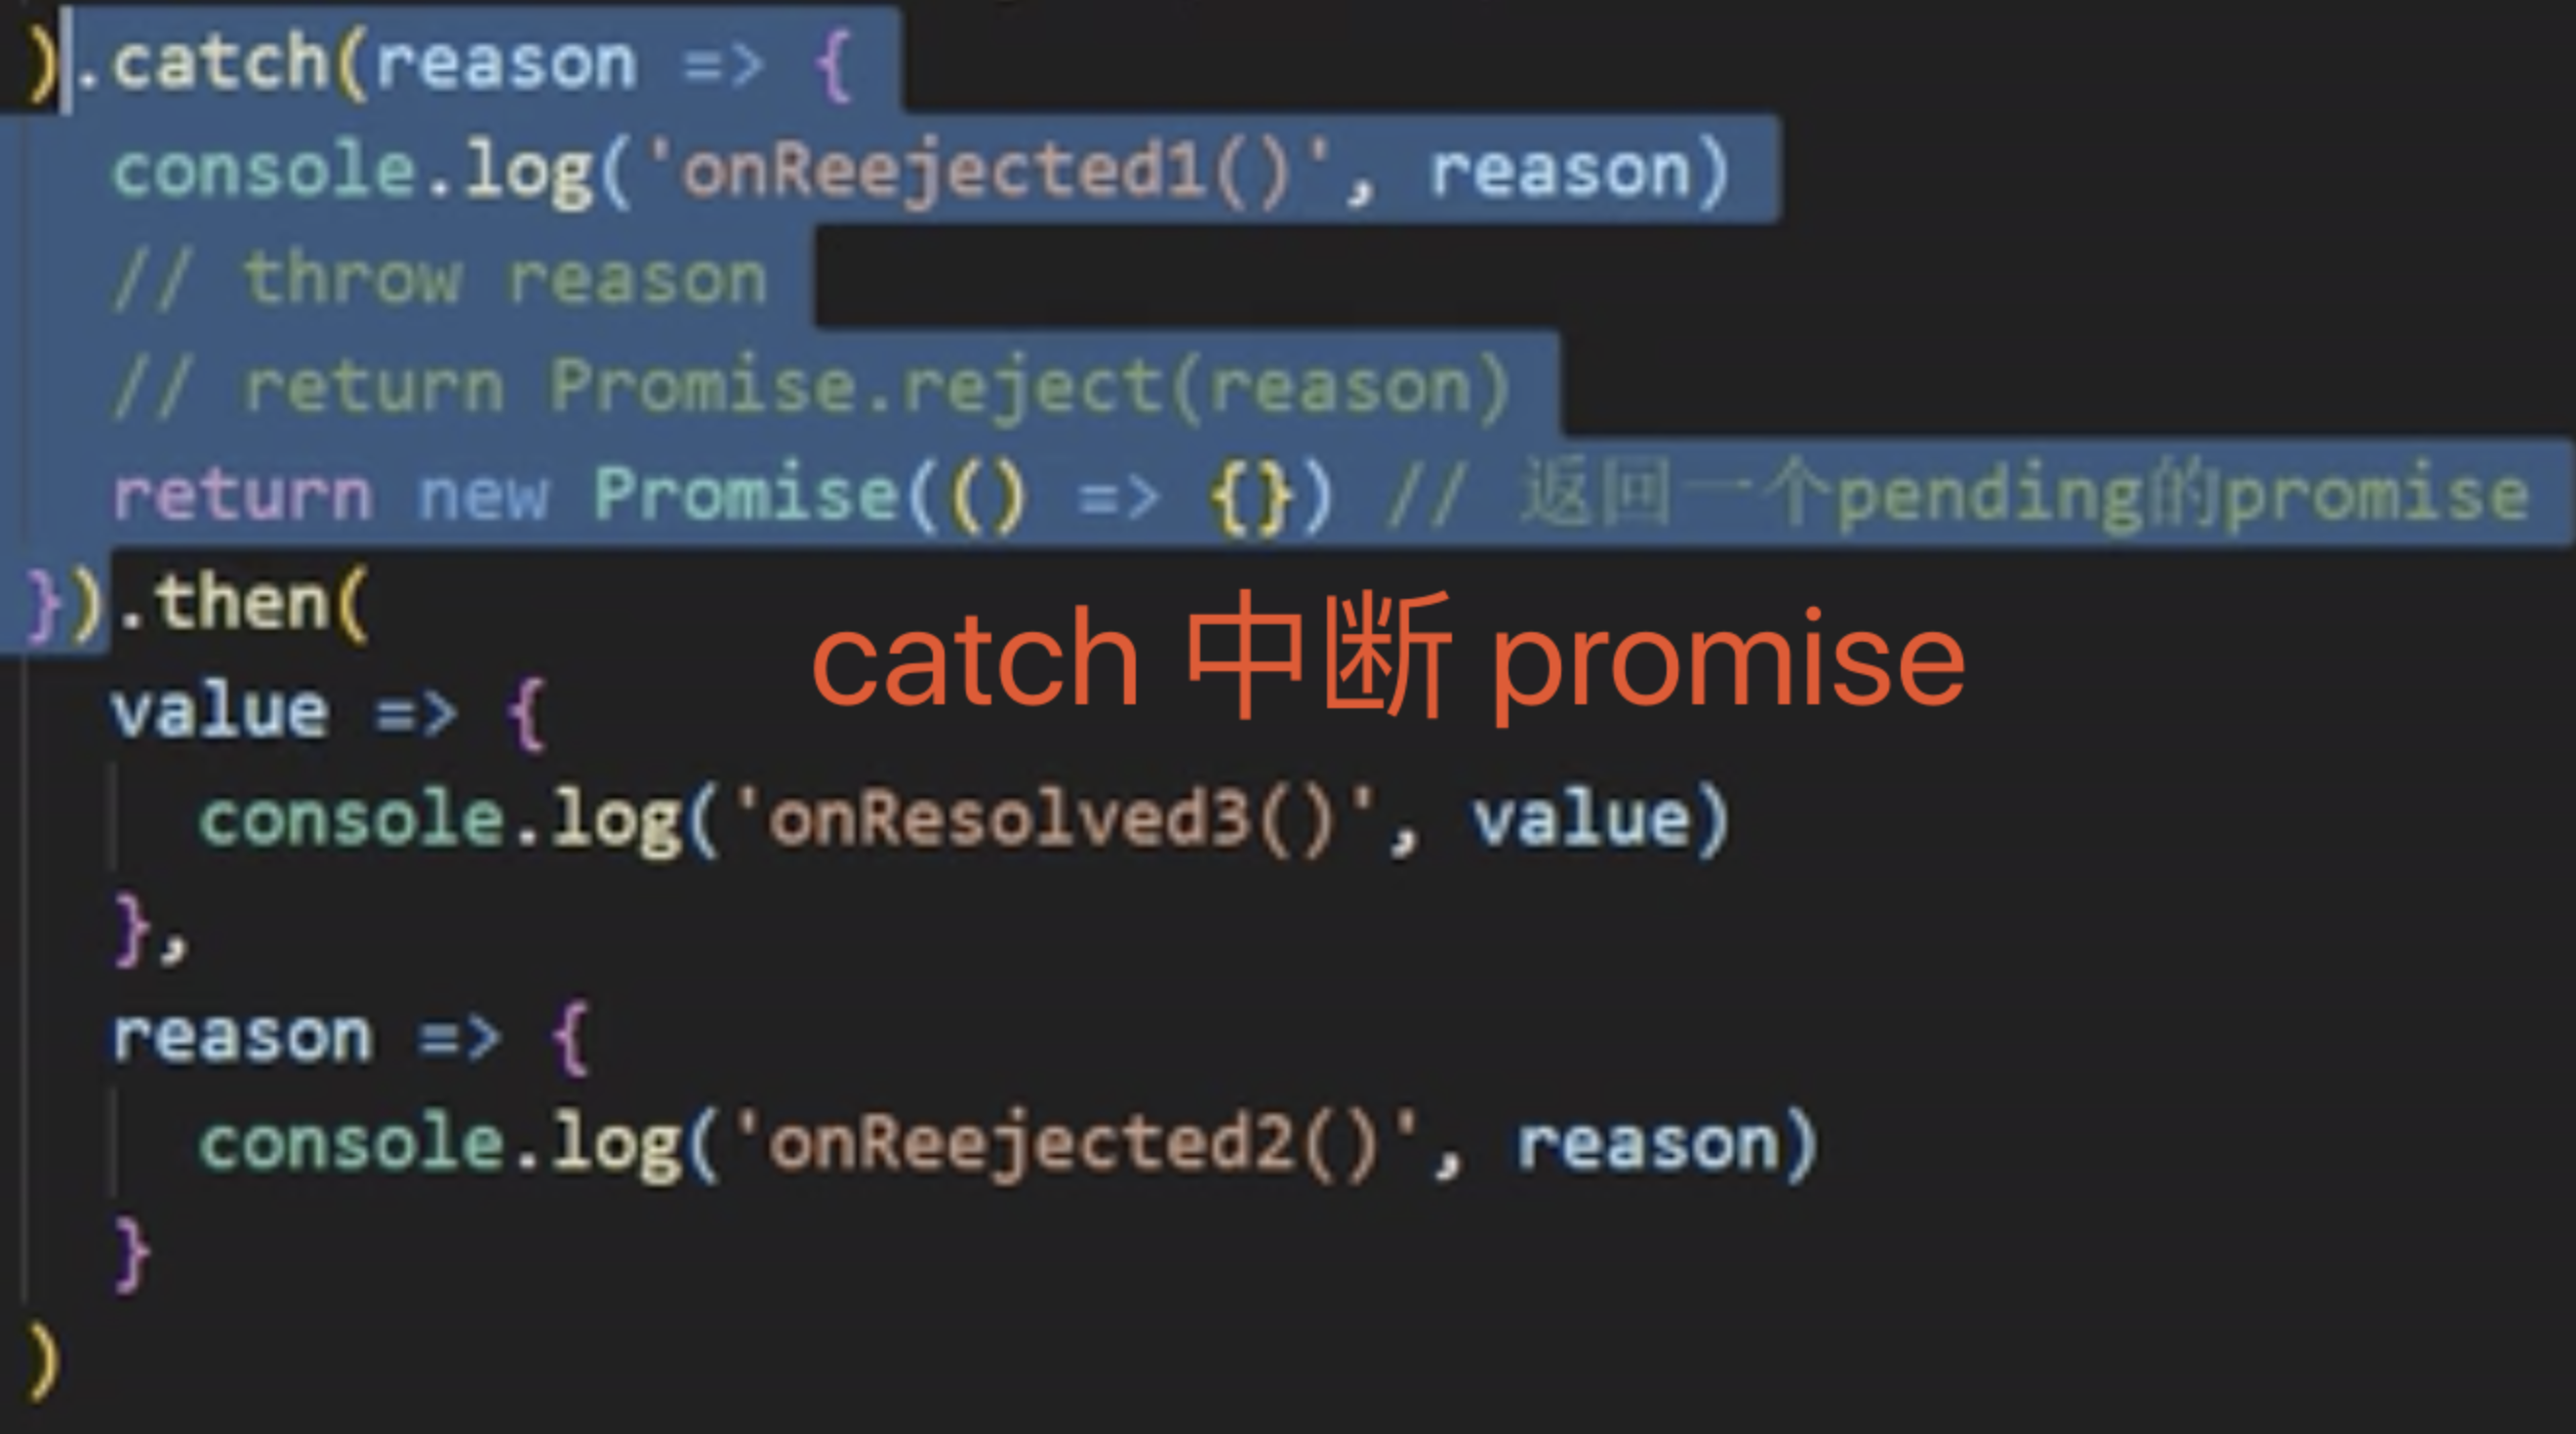 ).catch(reason => {
console.log('onReejected1()', reason)
// throw reason
// return Promise.reject(reason)
return new Promise(() => {}) // 返回一个pending的promise
}).then(
catch 中断 promise
value => {
console.log('onResolved3()', value)
},
reason => {
console.log('onReejected2()', reason)
}
)